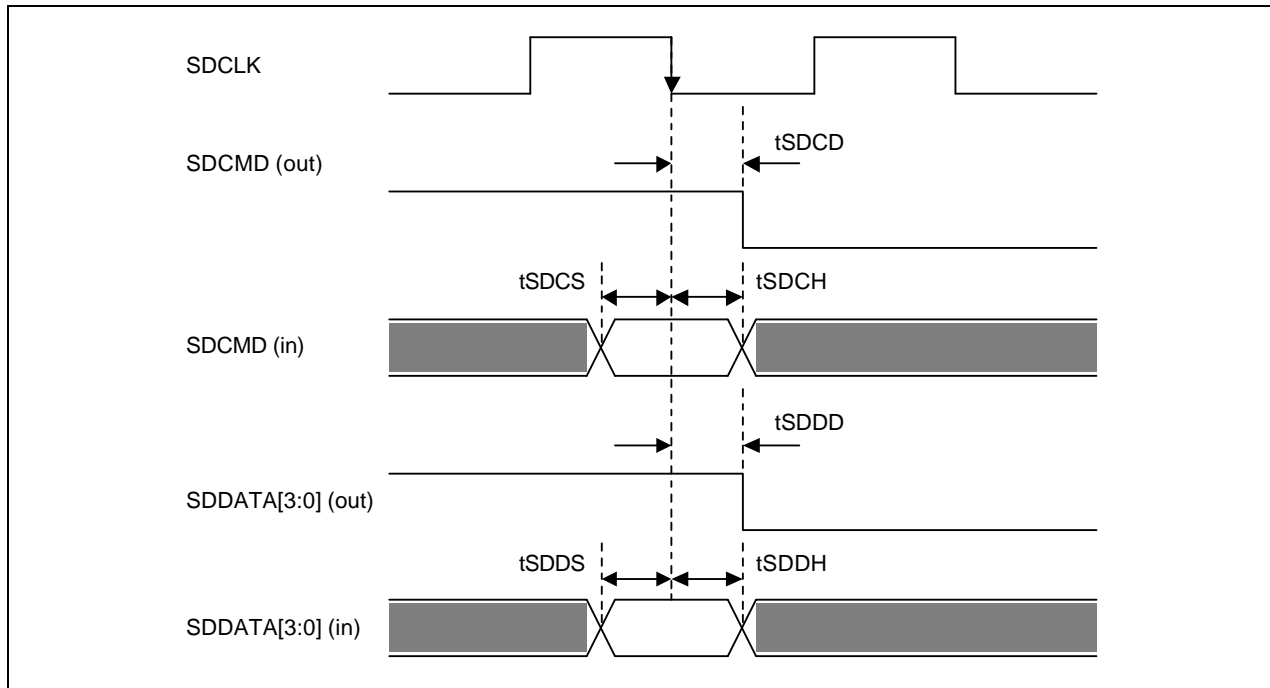 SDCLK
tSDCD
SDCMD (out)
tSDCS
tSDCH
SDCMD (in)
tSDDD
SDDATA[3:0] (out)
tSDDS
tSDDH
SDDATA[3:0] (in)